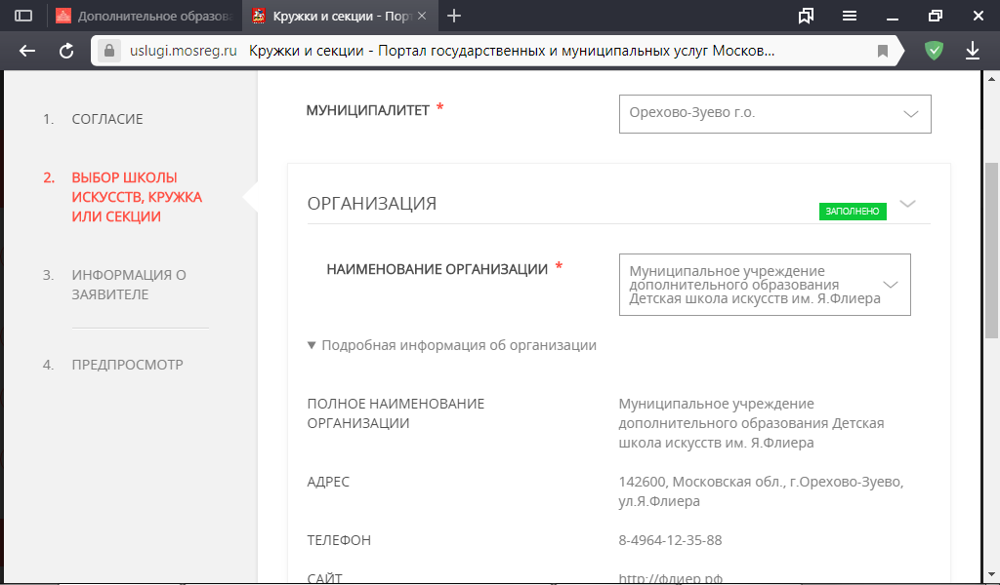 Дополнительное образова
Кружки и секции - Порт
uslugi.mosreg.ru Кружки и секции - Портал государственных и муниципальных услуг Москов...
1. СОГЛАСИЕ
2. ВЫБОР ШКОЛЫ
ИСКУССТВ, КРУЖКА
ИЛИ СЕКЦИИ
3. ИНФОРМАЦИЯ О
ЗАЯВИТЕЛЕ
4. ПРЕДПРОСМОТР
МУНИЦИПАЛИТЕТ *
Орехово-Зуево г.о.
ОРГАНИЗАЦИЯ
ЗАПОЛНЕНО
НАИМЕНОВАНИЕ ОРГАНИЗАЦИИ *
Муниципальное учреждение
дополнительного образования
Детская школа искусств им. Я.Флиера
▼ Подробная информация об организации
ПОЛНОЕ НАИМЕНОВАНИЕ
ОРГАНИЗАЦИИ
Муниципальное учреждение
дополнительного образования Детская
школа искусств им. Я.Флиера
АДРЕС
142600, Московская обл., г.Орехово-Зуево,
ул.Я.Флиера
ТЕЛЕФОН
8-4964-12-35-88
САЙТ
http://флиер.рф